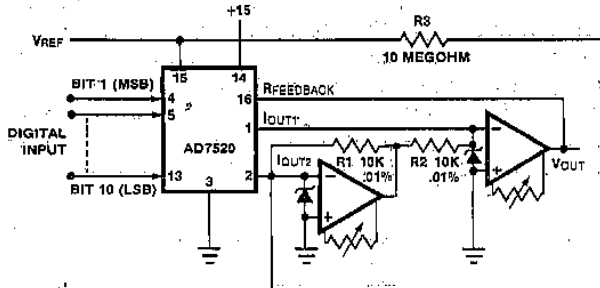 +15
R3
VREF
10 MEGOHM
15
14
BIT 1 (MSB)
4
16
RFEEDBACK
5
1
IOUT1
DIGITAL
INPUT
AD7520
IOUT2
R1 10K
.01%
R2 10K
.01%
VOUT
BIT 10 (LSB)
13
3
2